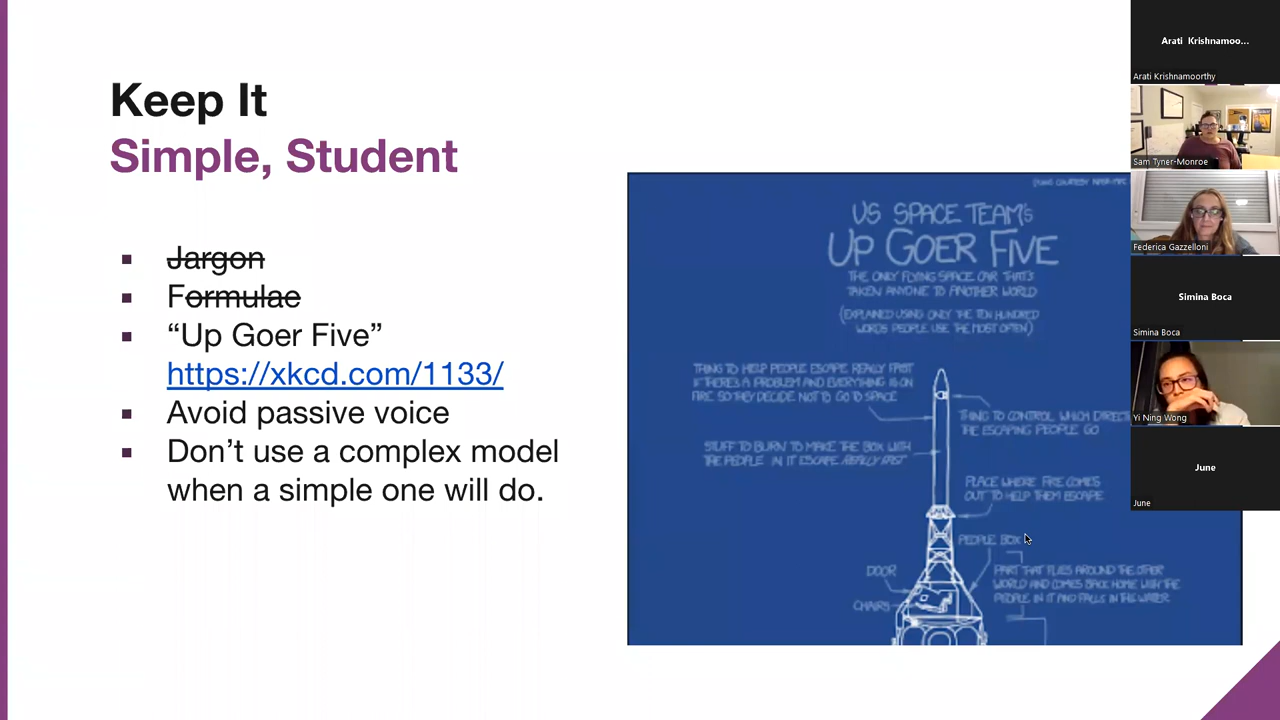 Keep It
Simple, Student
Jargon
Formulae
“Up Goer Five”
https://xkcd.com/1133/
Avoid passive voice
Don’t use a complex model
when a simple one will do.
US SPACE TEAM'S
UP GOER FIVE
THE ONLY FLYING SPACE CAR THAT'S
TAKEN ANYONE TO ANOTHER WORLD
(EXPLAINED USING ONLY THE TEN HUNDRED
WORDS PEOPLE USE THE MOST OFTEN)
THING TO HELP PEOPLE ESCAPE REALLY FAST
IF THERE'S A PROBLEM AND EVERYTHING IS ON
FIRE SO THEY DECIDE NOT TO GO TO SPACE
THING TO CONTROL WHICH DIRECT
THE ESCAPING PEOPLE GO
STUFF TO BURN TO MAKE THE BOX WITH
THE PEOPLE IN IT ESCAPE REALLY FAST
PLACE WHERE FIRE COMES
OUT TO HELP THEM ESCAPE
PEOPLE BOX
DOOR
PART THAT FLIES AROUND THE OTHER
WORLD AND COMES BACK HOME WITH THE
PEOPLE IN IT AND FALLS IN THE WATER
CHAIRS
Arati Krishnamoo...
Arati Krishnamoorthy
Sam Tyner-Monroe
Federica Gazzelloni
Simina Boca
Simina Boca
Yi Ning Wong
June
June